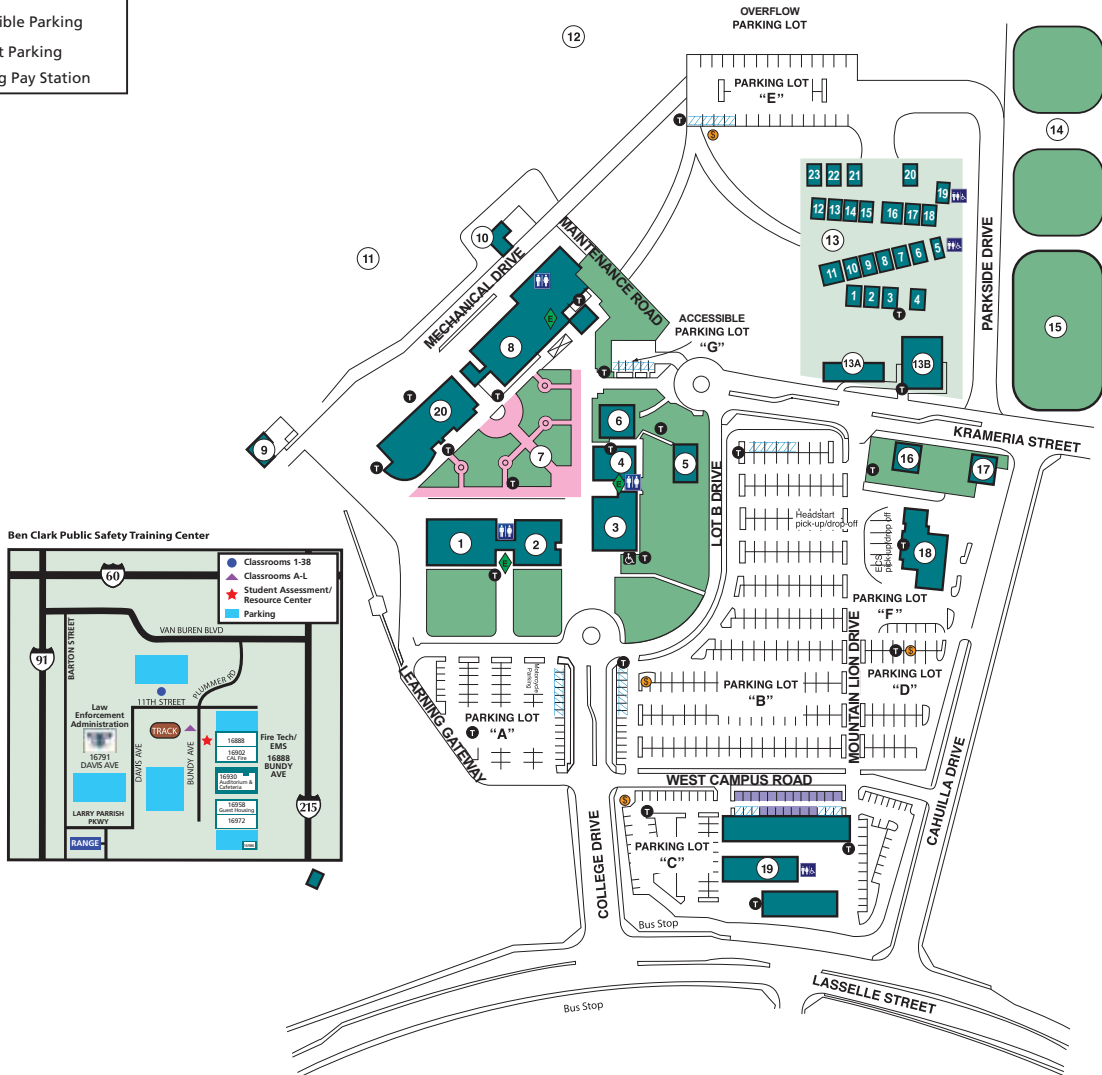 ible Parking
t Parking
g Pay Station
OVERFLOW
PARKING LOT
12
PARKING LOT
“E”
T
S
14
23 22 21 20
19
12 13 14 15 16 17 18
13
11 10 9 8 7 6 5
1 2 3 4
T
PARKSIDE DRIVE
15
10
11
MECHANICAL DRIVE
MAINTENANCE ROAD
T
E
8
ACCESSIBLE
PARKING LOT
“G”
T
13A
13B
T
T
T
20
T
T
9
7
T
6
T
T
4
5
E
3
T
LOT B DRIVE
T
KRAMERIA STREET
16
17
T
Headstart
pick-up/drop-off
ECS
pick-up/drop off
T
18
1
2
E
T
PARKING LOT
“F”
MOUNTAIN LION DRIVE
T
S
PARKING LOT
“D”
T
S
PARKING LOT
“B”
Motorcycle
Parking
PARKING LOT
“A”
T
LEARNING GATEWAY
WEST CAMPUS ROAD
CAHUILLA DRIVE
COLLEGE DRIVE
S
T
PARKING LOT
“C”
T
19
T
Bus Stop
LASSELLE STREET
Bus Stop
Ben Clark Public Safety Training Center
60
Classrooms 1-38
Classrooms A-L
Student Assessment/
Resource Center
Parking
VAN BUREN BLVD
91
BARTON STREET
PLUMMER RD
11TH STREET
Law
Enforcement
Administration
16791
DAVIS AVE
DAVIS AVE
TRACK
BUNDY AVE
16888
16902
CAL Fire
16930
Auditorium &
Cafeteria
16958
Guest Housing
16972
Fire Tech/
EMS
16888
BUNDY
AVE
LARRY PARRISH
PKWY
RANGE
215